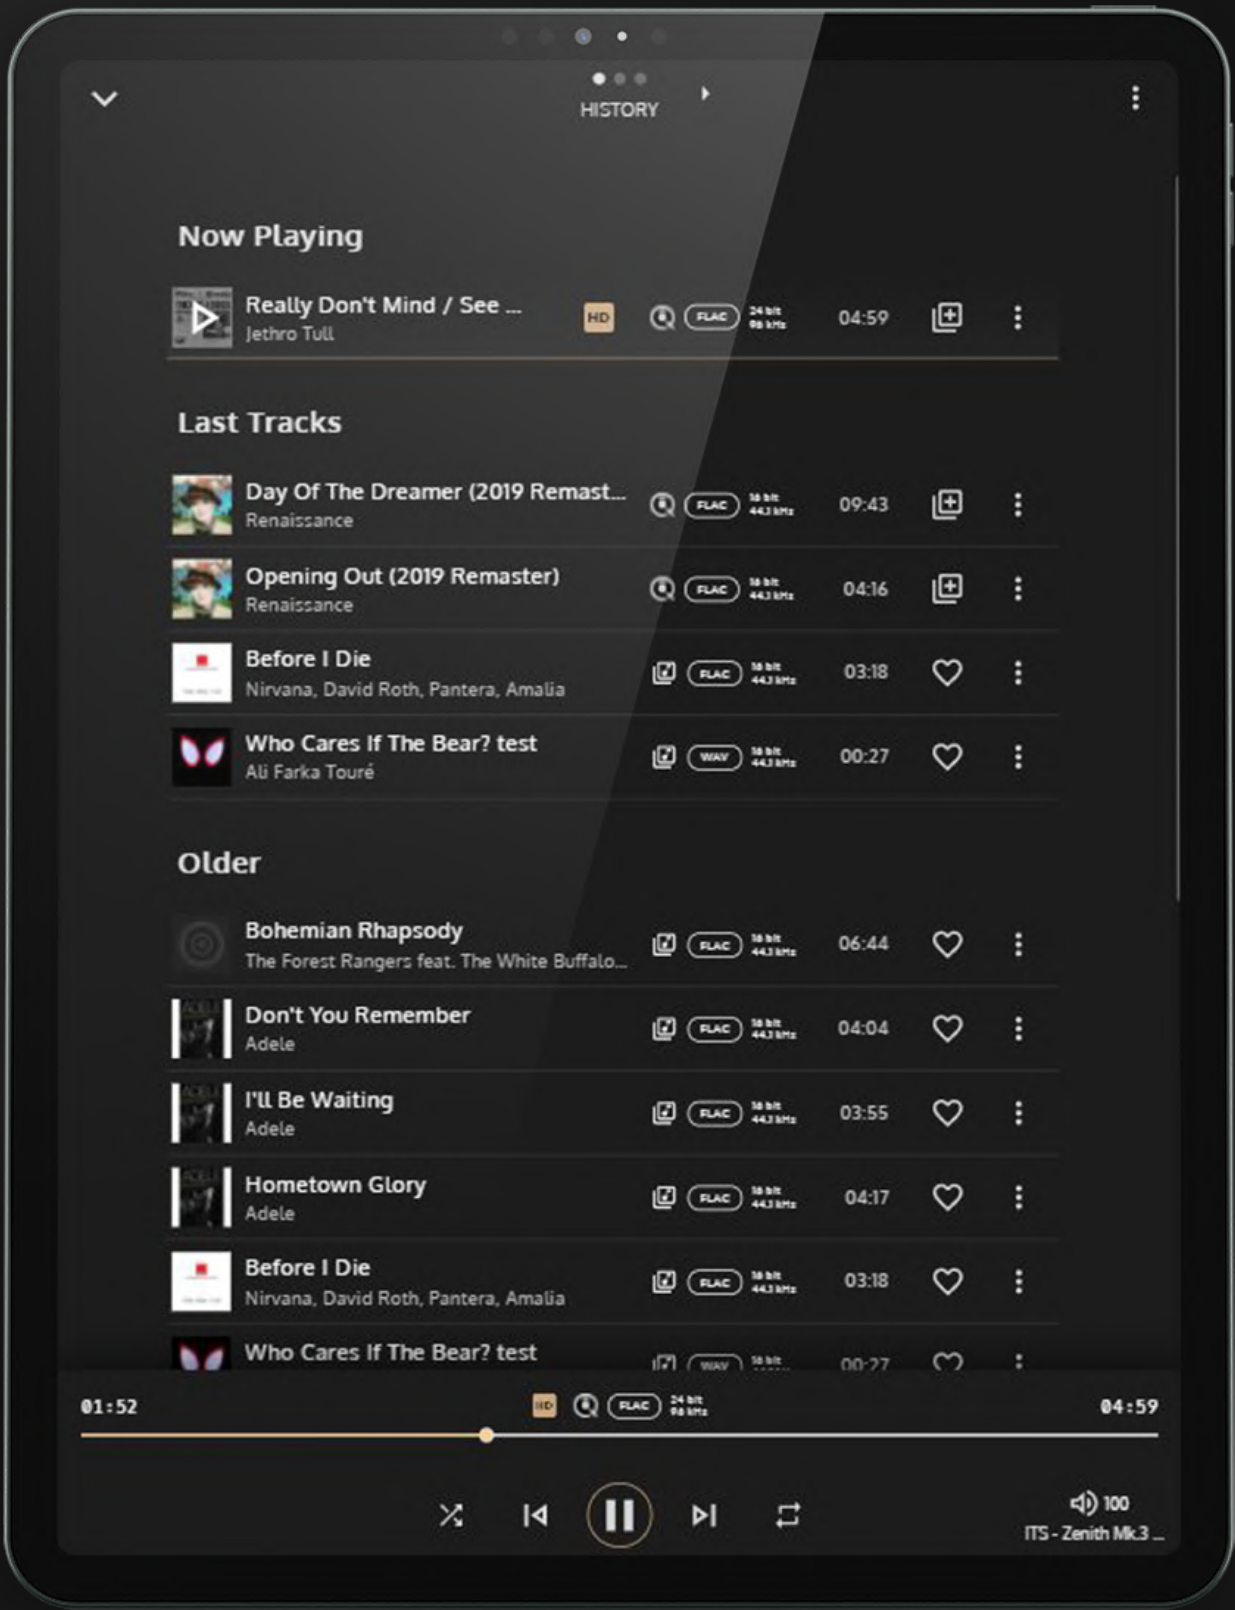 HISTORY
Now Playing
Really Don't Mind / See ...
Jethro Tull
HD
FLAC
24 bit
96 kHz
04:59
Last Tracks
Day Of The Dreamer (2019 Remast...
Renaissance
FLAC
16 bit
44.1 kHz
09:43
Opening Out (2019 Remaster)
Renaissance
FLAC
16 bit
44.1 kHz
04:16
Before I Die
Nirvana, David Roth, Pantera, Amalia
FLAC
16 bit
44.1 kHz
03:18
Who Cares If The Bear? test
Ali Farka Touré
WAV
16 bit
44.1 kHz
00:27
Older
Bohemian Rhapsody
The Forest Rangers feat. The White Buffalo...
FLAC
16 bit
44.1 kHz
06:44
Don't You Remember
Adele
FLAC
16 bit
44.1 kHz
04:04
I'll Be Waiting
Adele
FLAC
16 bit
44.1 kHz
03:55
Hometown Glory
Adele
FLAC
16 bit
44.1 kHz
04:17
Before I Die
Nirvana, David Roth, Pantera, Amalia
FLAC
16 bit
44.1 kHz
03:18
Who Cares If The Bear? test
WAV
16 bit
00:27
01:52
HD
FLAC
24 bit
96 kHz
04:59
100
ITS - Zenith Mk.3 ...